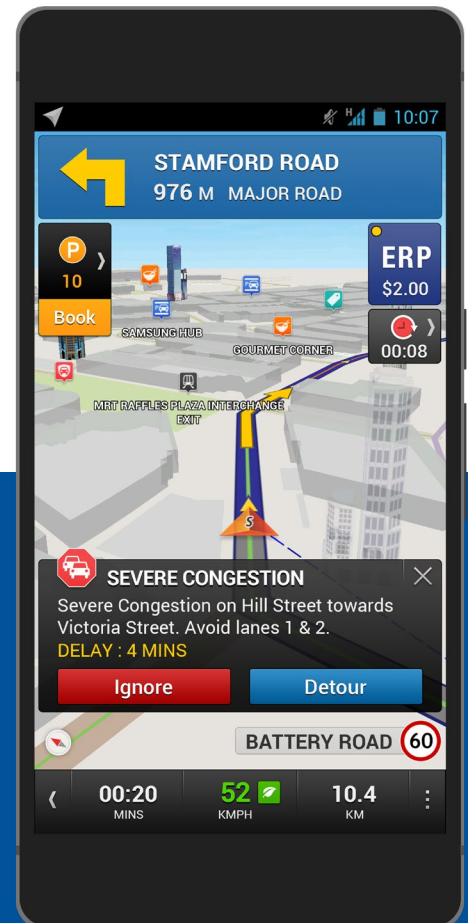 H 10:07
STAMFORD ROAD
976 M MAJOR ROAD
P
10
Book
ERP
$2.00
00:08
SAMSUNG HUB
GOURMET CORNER
MRT RAFFLES PLAZA INTERCHANGE
EXIT
S
SEVERE CONGESTION
Severe Congestion on Hill Street towards
Victoria Street. Avoid lanes 1 & 2.
DELAY : 4 MINS
Ignore Detour
BATTERY ROAD 60
00:20 52 10.4
MINS KMPH KM